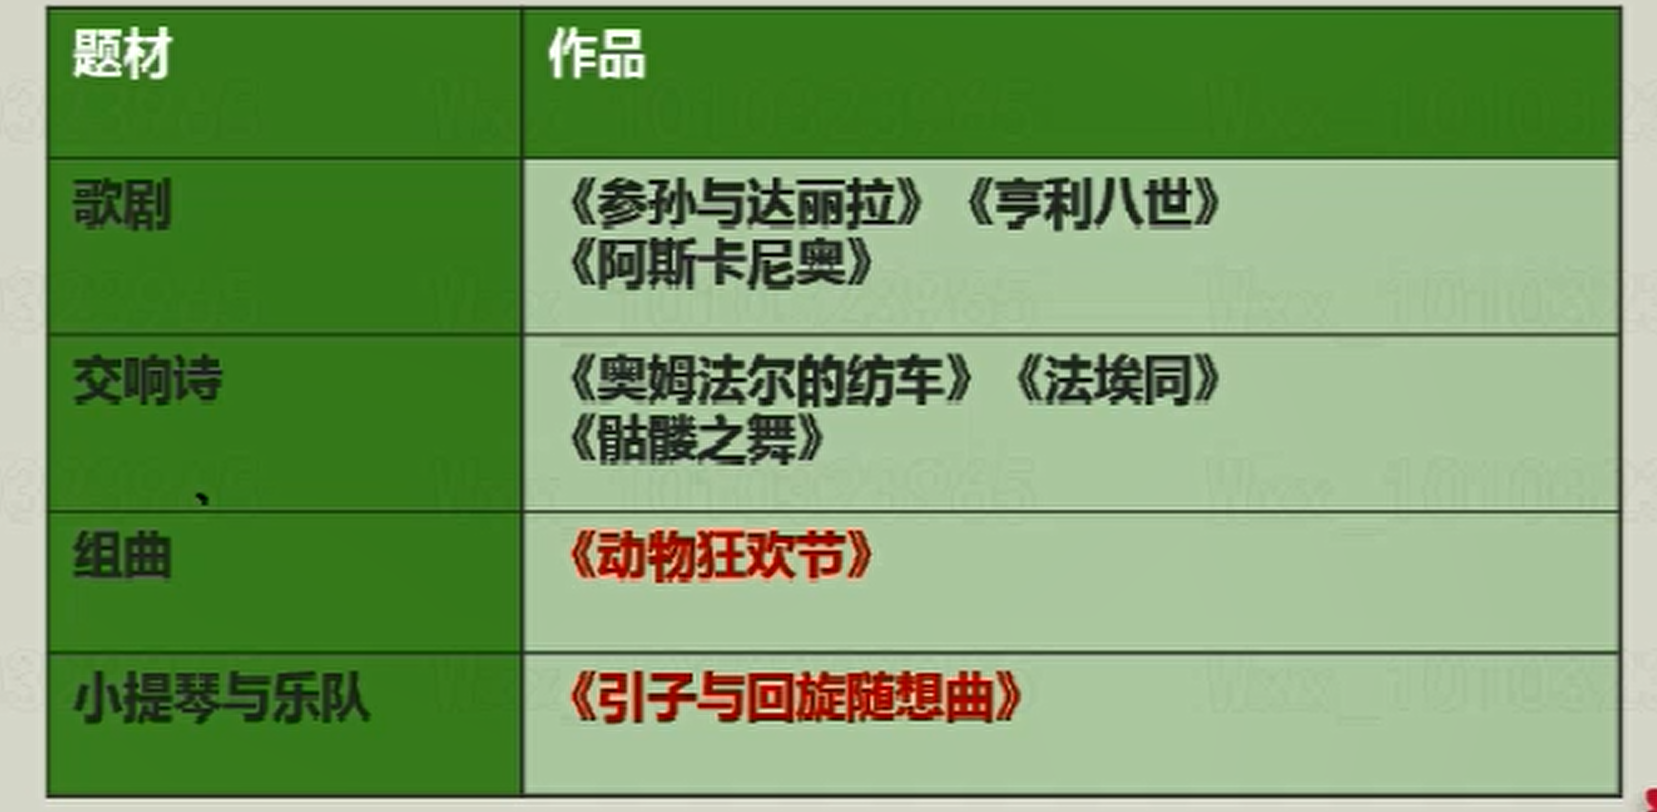 题材
作品
歌剧
《参孙与达丽拉》《亨利八世》
《阿斯卡尼奥》
交响诗
《奥姆法尔的纺车》《法埃同》
《骷髅之舞》
、
组曲
《动物狂欢节》
小提琴与乐队
《引子与回旋随想曲》